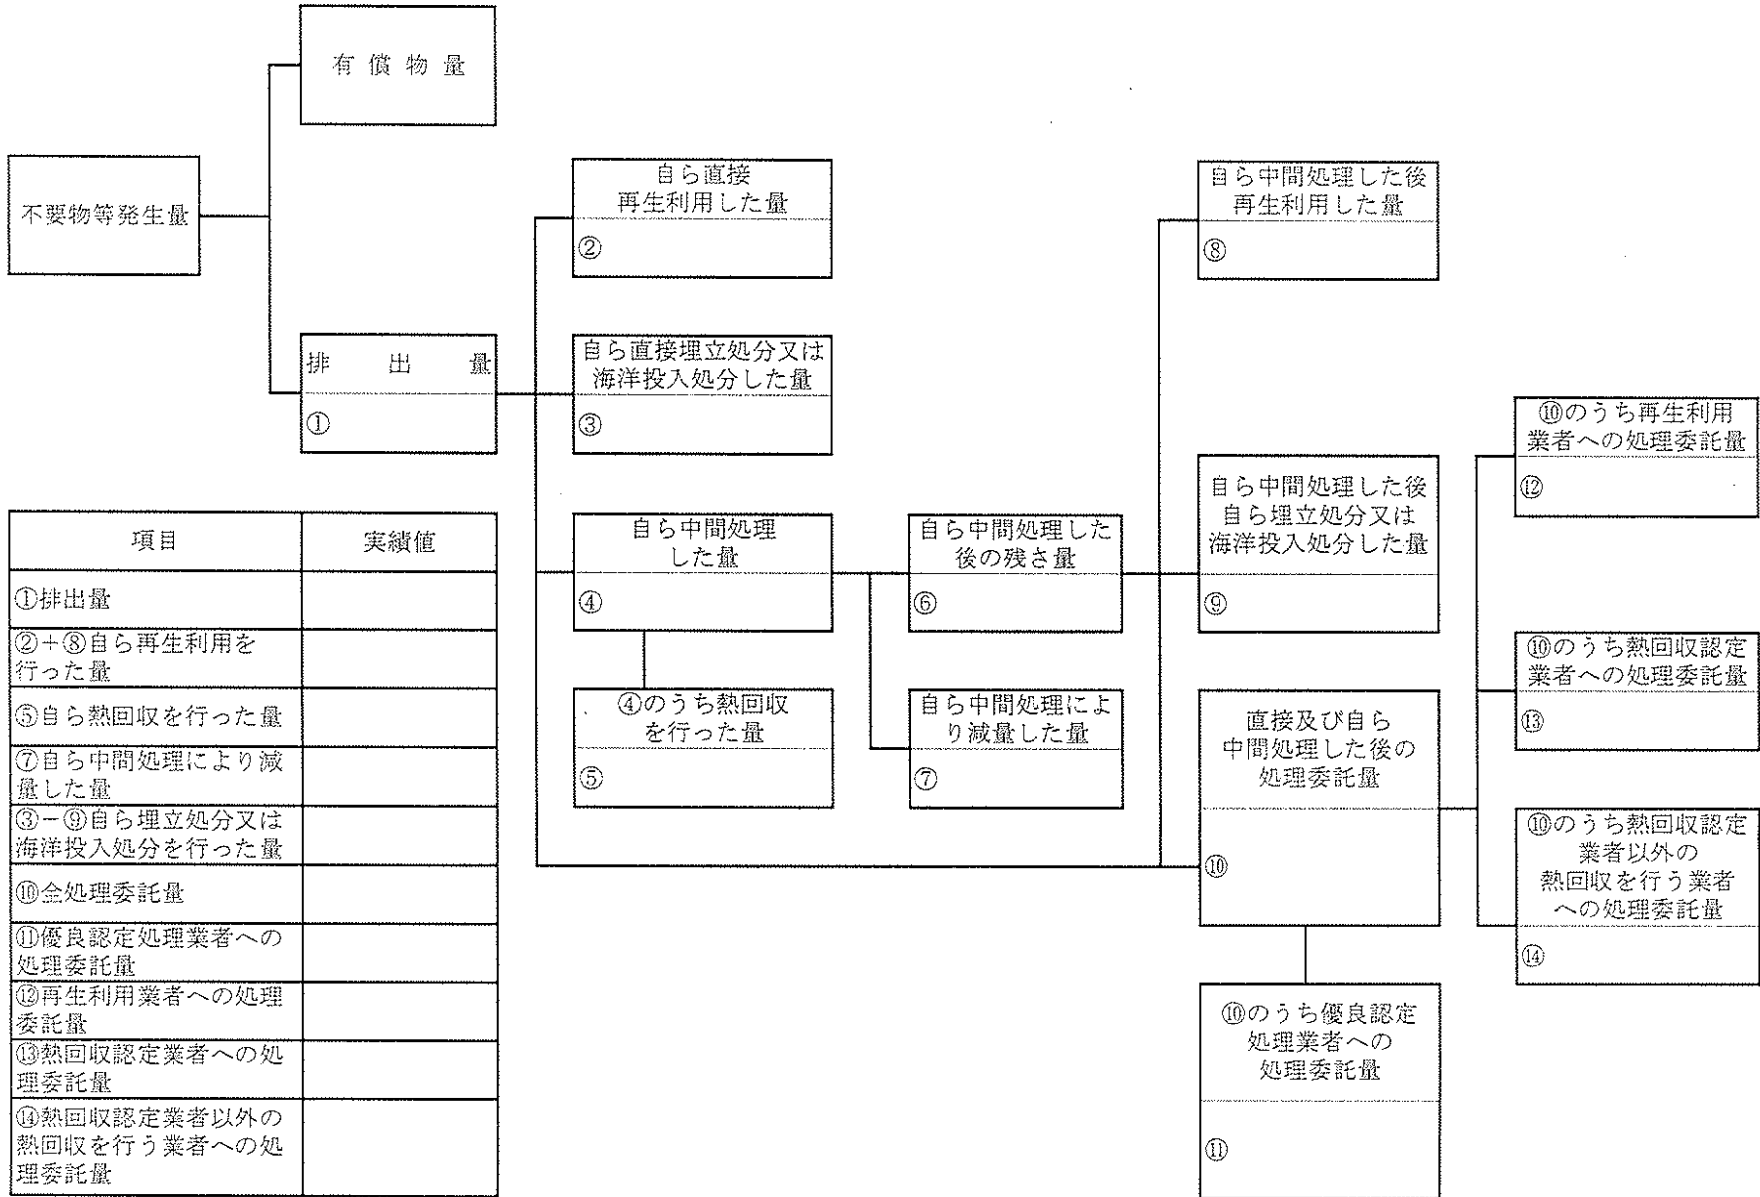 有償物量
不要物等発生量
排出量
①
自ら直接
再生利用した量
②
自ら直接埋立処分又は
海洋投入処分した量
③
自ら中間処理
した量
④
④のうち熱回収
を行った量
⑤
自ら中間処理した
後の残さ量
⑥
自ら中間処理によ
り減量した量
⑦
自ら中間処理した後
再生利用した量
⑧
自ら中間処理した後
自ら埋立処分又は
海洋投入処分した量
⑨
直接及び自ら
中間処理した後の
処理委託量
⑩
⑩のうち優良認定
処理業者への
処理委託量
⑪
⑩のうち再生利用
業者への処理委託量
⑫
⑩のうち熱回収認定
業者への処理委託量
⑬
⑩のうち熱回収認定
業者以外の
熱回収を行う業者
への処理委託量
⑭
項目 実績値
①排出量
②+⑧自ら再生利用を
行った量
⑤自ら熱回収を行った量
⑦自ら中間処理により減
量した量
③-⑨自ら埋立処分又は
海洋投入処分を行った量
⑩全処理委託量
⑪優良認定処理業者への
処理委託量
⑫再生利用業者への処理
委託量
⑬熱回収認定業者への処
理委託量
⑭熱回収認定業者以外の
熱回収を行う業者への処
理委託量